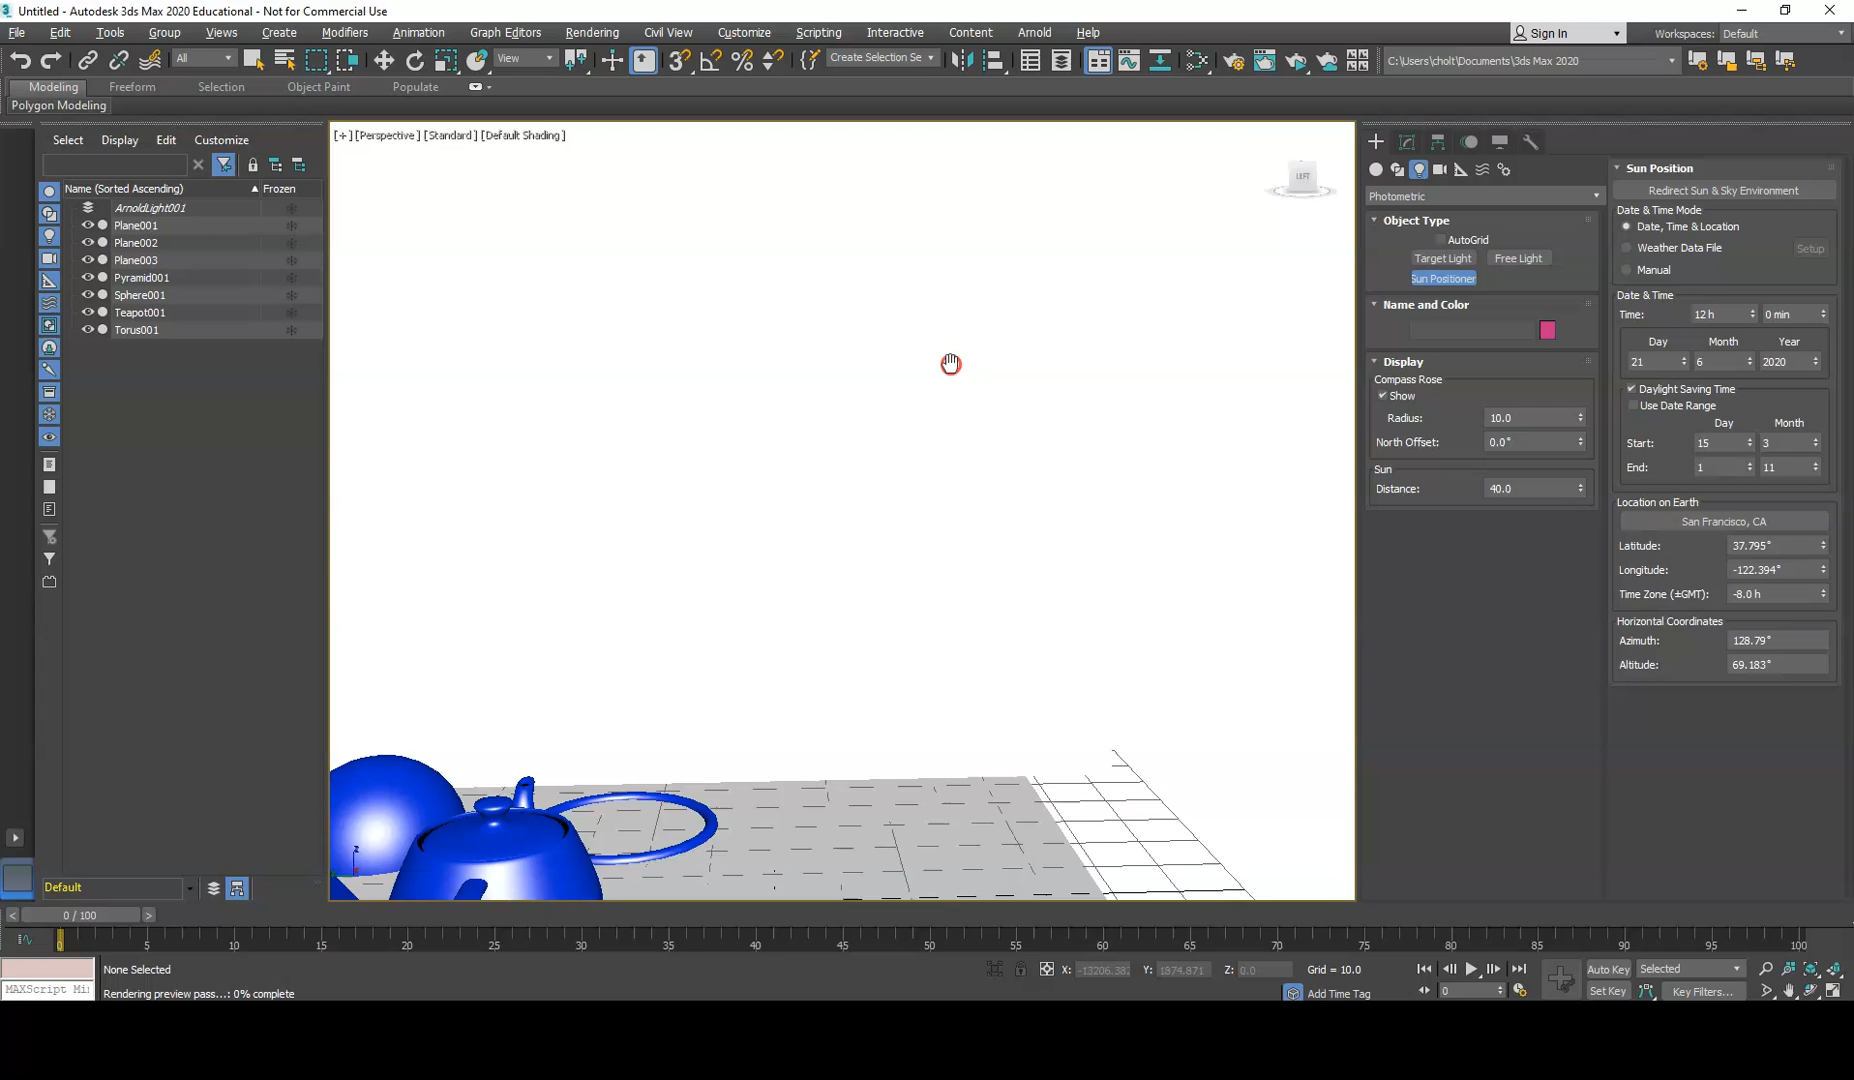 Untitled - Autodesk 3ds Max 2020 Educational - Not for Commercial Use
File Edit Tools Group Views Create Modifiers Animation Graph Editors Rendering Civil View Customize Scripting Interactive Content Arnold Help
Sign In Workspaces: Default
All View Create Selection Se C:\Users\cholt\Documents\3ds Max 2020
Modeling Freeform Selection Object Paint Populate
Polygon Modeling
Select Display Edit Customize
Name (Sorted Ascending) Frozen
ArnoldLight001
Plane001
Plane002
Plane003
Pyramid001
Sphere001
Teapot001
Torus001
Default
[+] [Perspective] [Standard] [Default Shading]
LEFT
z
Photometric
Object Type
AutoGrid
Target Light Free Light
Sun Positioner
Name and Color
Display
Compass Rose
Show
Radius: 10.0
North Offset: 0.0°
Sun
Distance: 40.0
Sun Position
Redirect Sun & Sky Environment
Date & Time Mode
Date, Time & Location
Weather Data File Setup
Manual
Date & Time
Time: 12 h 0 min
Day Month Year
21 6 2020
Daylight Saving Time
Use Date Range
Day Month
Start: 15 3
End: 1 11
Location on Earth
San Francisco, CA
Latitude: 37.795°
Longitude: -122.394°
Time Zone (±GMT): -8.0 h
Horizontal Coordinates
Azimuth: 128.79°
Altitude: 69.183°
< 0 / 100 >
0 5 10 15 20 25 30 35 40 45 50 55 60 65 70 75 80 85 90 95 100
None Selected X: -13206.382 Y: 1874.871 Z: 0.0 Grid = 10.0 Auto Key Selected
MAXScript Mi Rendering preview pass...: 0% complete Add Time Tag 0 Set Key Key Filters...